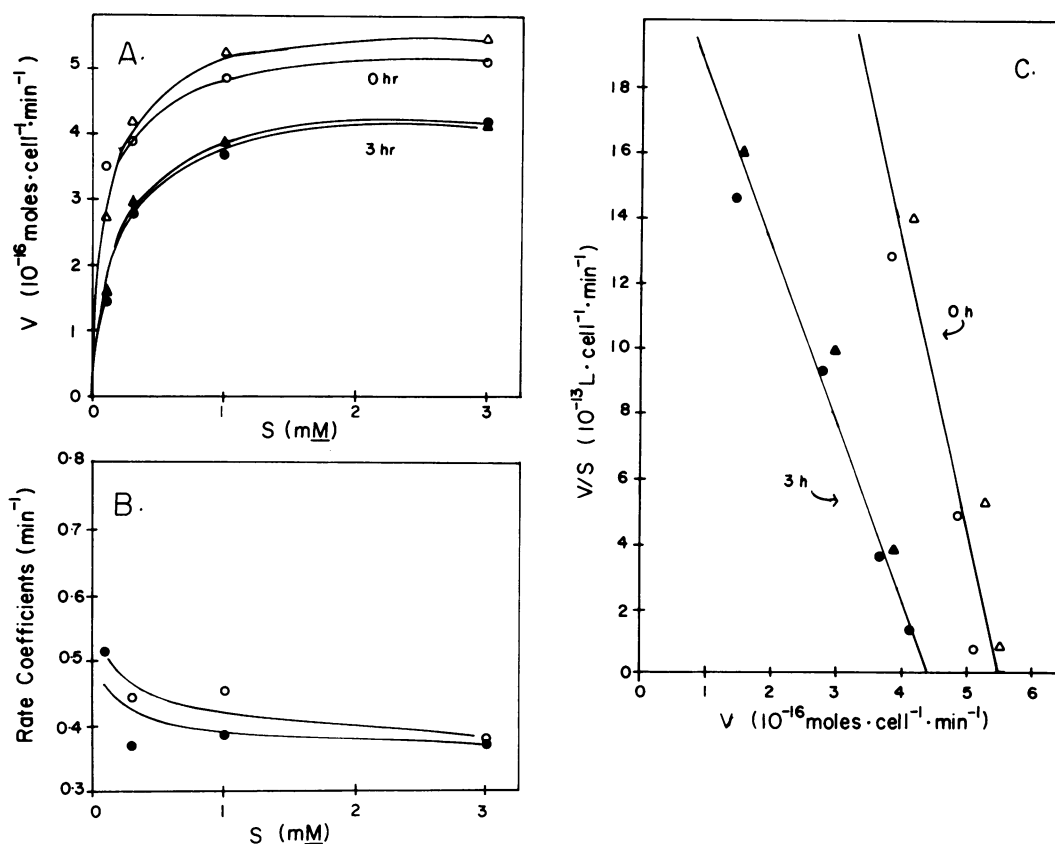 A.
V (10⁻¹⁶ moles·cell⁻¹·min⁻¹)
5
4
3
2
1
0
0 hr
3 hr
0 1 2 3
S (mM)
B.
Rate Coefficients (min⁻¹)
0·8
0·7
0·6
0·5
0·4
0·3
0 1 2 3
S (mM)
C.
V/S (10⁻¹³ L·cell⁻¹·min⁻¹)
18
16
14
12
10
8
6
4
2
0
0 h
3 h
0 1 2 3 4 5 6
V (10⁻¹⁶ moles·cell⁻¹·min⁻¹)